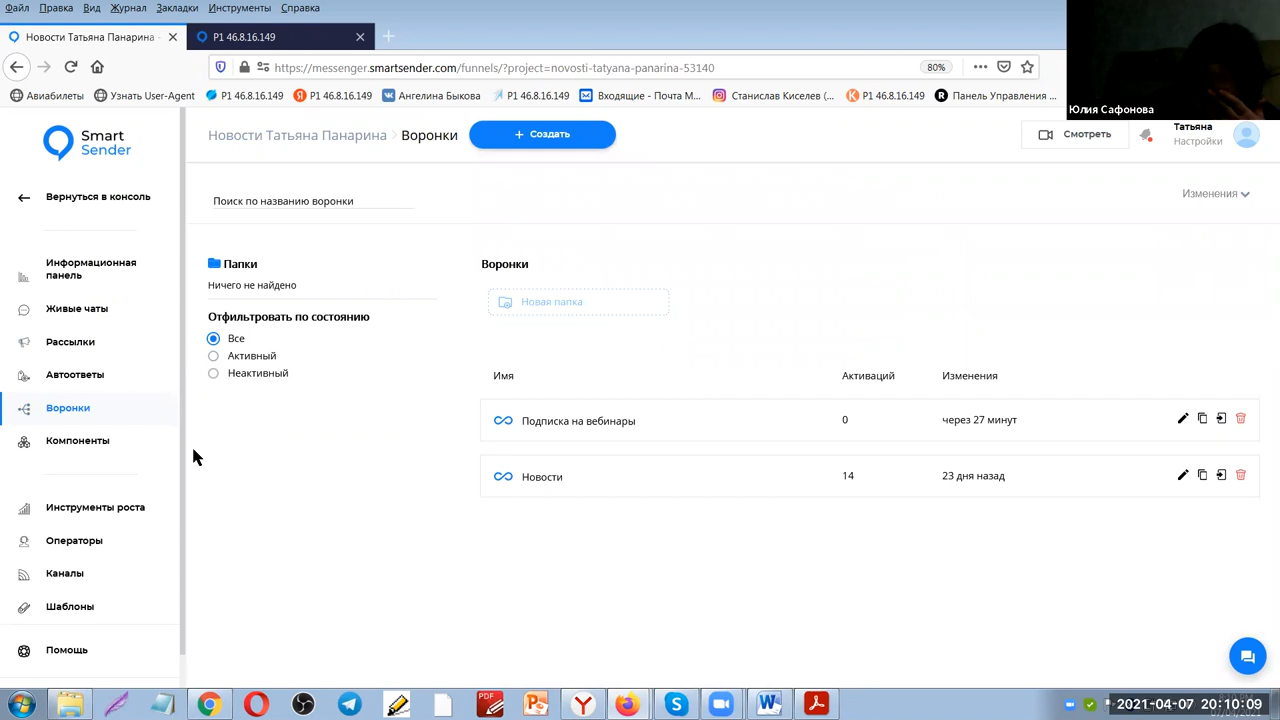 Файл Правка Вид Журнал Закладки Инструменты Справка
Новости Татьяна Панарина -
P1 46.8.16.149
https://messenger.smartsender.com/funnels/?project=novosti-tatyana-panarina-53140
80%
Авиабилеты Узнать User-Agent P1 46.8.16.149 P1 46.8.16.149 Ангелина Быкова P1 46.8.16.149 Входящие - Почта M... Станислав Киселев (... P1 46.8.16.149 Панель Управления ...
Юлия Сафонова
Smart
Sender
Новости Татьяна Панарина > Воронки
+ Создать
Смотреть
Татьяна
Настройки
Вернуться в консоль
Информационная
панель
Живые чаты
Рассылки
Автоответы
Воронки
Компоненты
Инструменты роста
Операторы
Каналы
Шаблоны
Помощь
Поиск по названию воронки
Изменения
Папки
Ничего не найдено
Отфильтровать по состоянию
Все
Активный
Неактивный
Воронки
Новая папка
Имя Активаций Изменения
Подписка на вебинары 0 через 27 минут
Новости 14 23 дня назад
2021-04-07 20:10:09